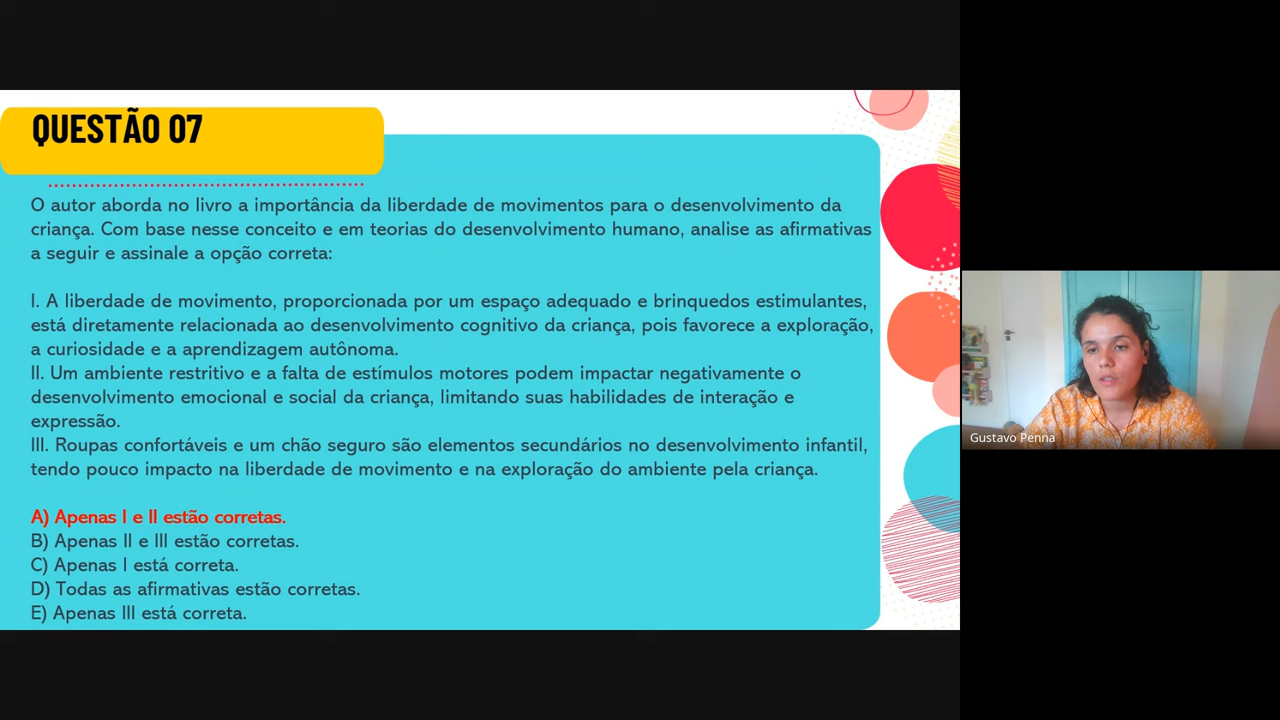 QUESTÃO 07
O autor aborda no livro a importância da liberdade de movimentos para o desenvolvimento da
criança. Com base nesse conceito e em teorias do desenvolvimento humano, analise as afirmativas
a seguir e assinale a opção correta:
I. A liberdade de movimento, proporcionada por um espaço adequado e brinquedos estimulantes,
está diretamente relacionada ao desenvolvimento cognitivo da criança, pois favorece a exploração,
a curiosidade e a aprendizagem autônoma.
II. Um ambiente restritivo e a falta de estímulos motores podem impactar negativamente o
desenvolvimento emocional e social da criança, limitando suas habilidades de interação e
expressão.
III. Roupas confortáveis e um chão seguro são elementos secundários no desenvolvimento infantil,
tendo pouco impacto na liberdade de movimento e na exploração do ambiente pela criança.
A) Apenas I e II estão corretas.
B) Apenas II e III estão corretas.
C) Apenas I está correta.
D) Todas as afirmativas estão corretas.
E) Apenas III está correta.
Gustavo Penna